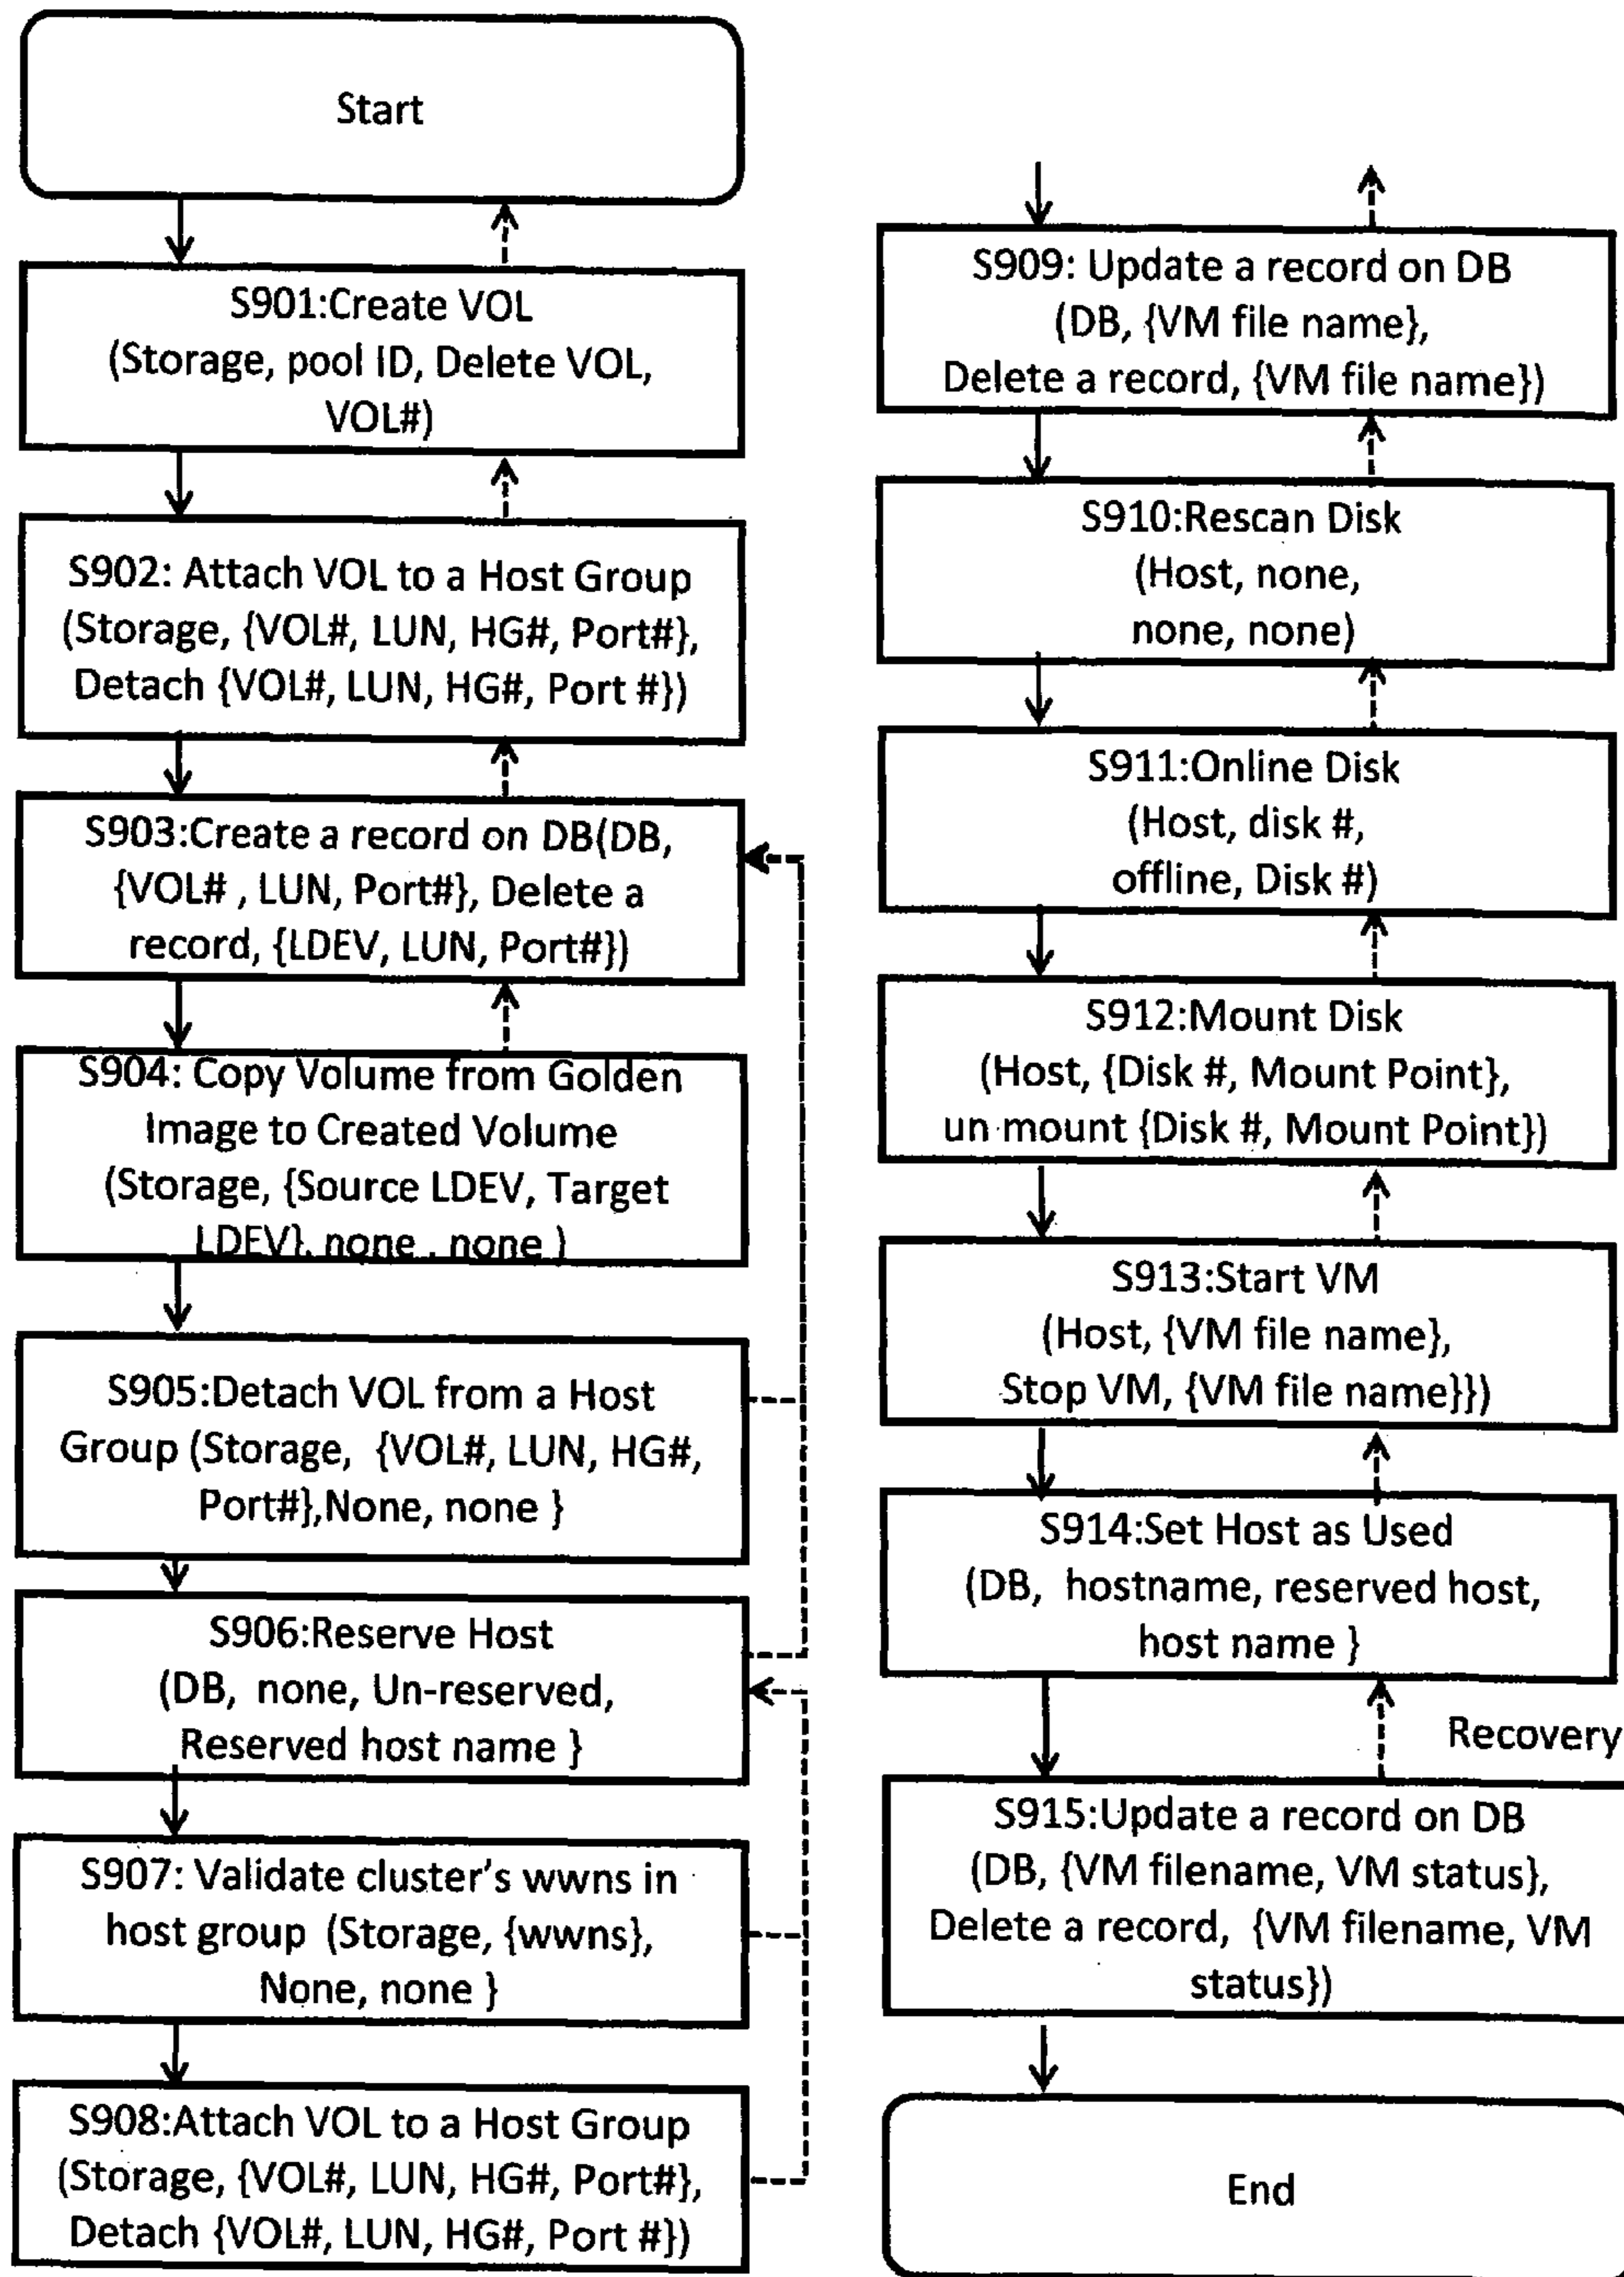 Start
S901:Create VOL
(Storage, pool ID, Delete VOL,
VOL#)
S902: Attach VOL to a Host Group
(Storage, {VOL#, LUN, HG#, Port#},
Detach {VOL#, LUN, HG#, Port #})
S903:Create a record on DB(DB,
{VOL# , LUN, Port#}, Delete a
record, {LDEV, LUN, Port#})
S904: Copy Volume from Golden
Image to Created Volume
(Storage, {Source LDEV, Target
LDEV}, none , none )
S905:Detach VOL from a Host
Group (Storage, {VOL#, LUN, HG#,
Port#},None, none }
S906:Reserve Host
(DB, none, Un-reserved,
Reserved host name }
S907: Validate cluster's wwns in
host group (Storage, {wwns},
None, none }
S908:Attach VOL to a Host Group
(Storage, {VOL#, LUN, HG#, Port#},
Detach {VOL#, LUN, HG#, Port #})
S909: Update a record on DB
(DB, {VM file name},
Delete a record, {VM file name})
S910:Rescan Disk
(Host, none,
none, none)
S911:Online Disk
(Host, disk #,
offline, Disk #)
S912:Mount Disk
(Host, {Disk #, Mount Point},
un mount {Disk #, Mount Point})
S913:Start VM
(Host, {VM file name},
Stop VM, {VM file name}})
S914:Set Host as Used
(DB, hostname, reserved host,
host name }
Recovery
S915:Update a record on DB
(DB, {VM filename, VM status},
Delete a record, {VM filename, VM
status})
End